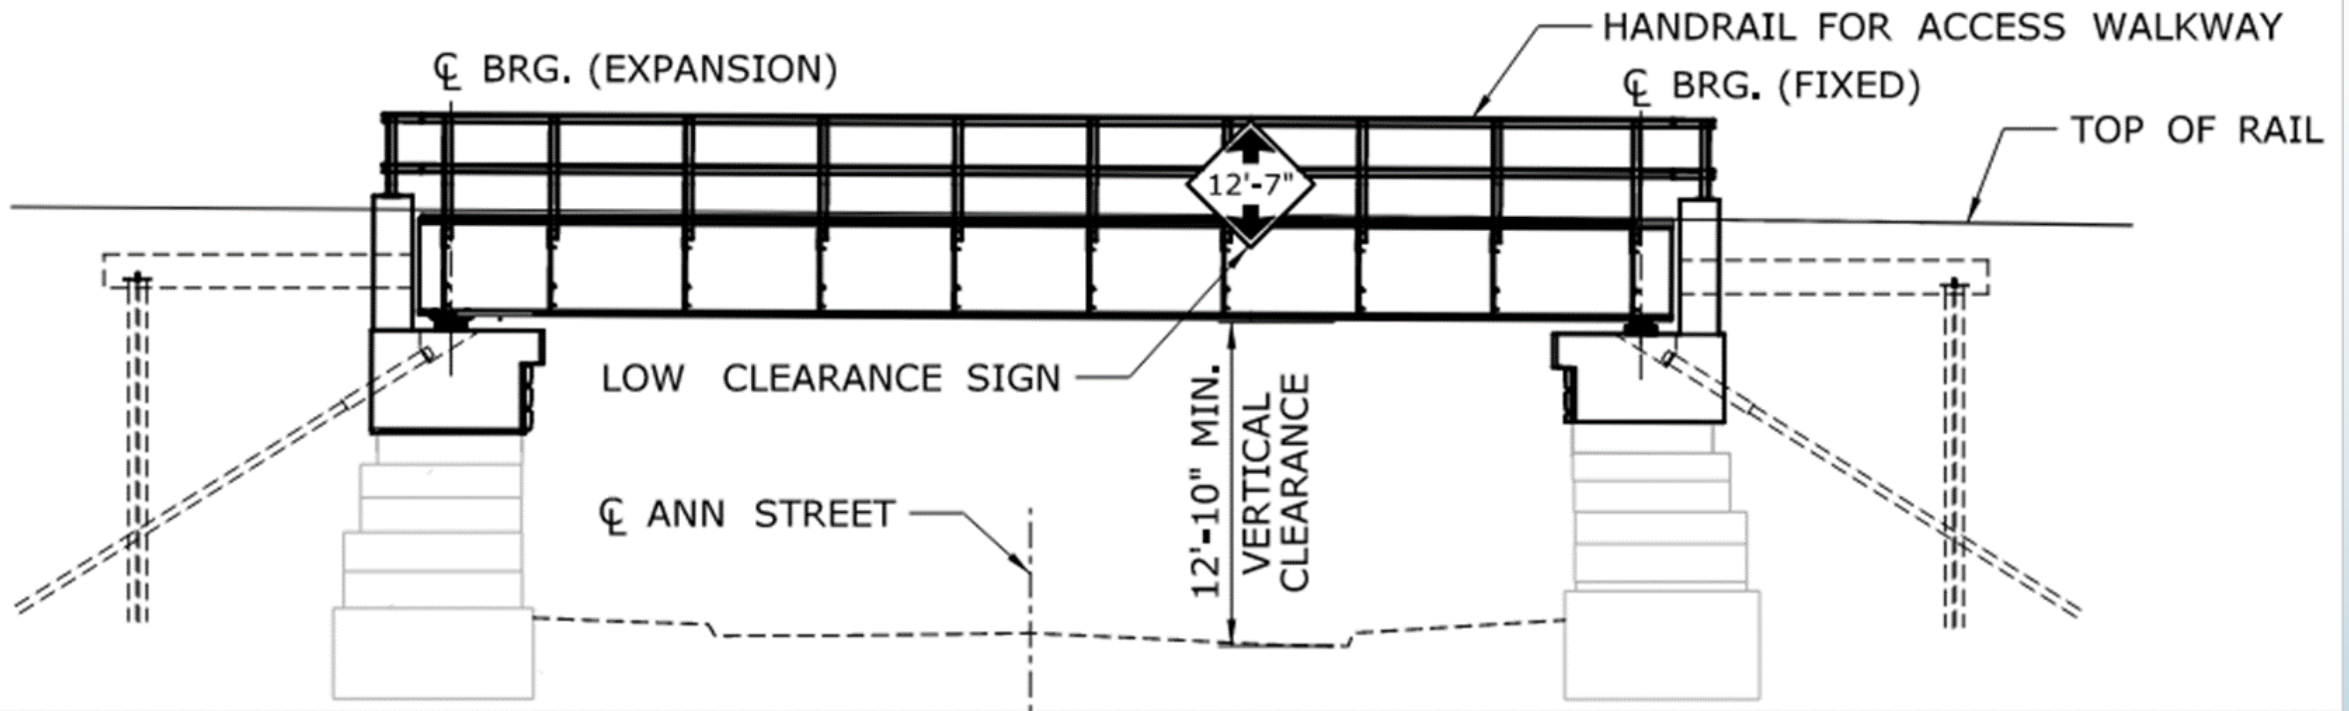 HANDRAIL FOR ACCESS WALKWAY
℄ BRG. (EXPANSION)
℄ BRG. (FIXED)
TOP OF RAIL
12'-7"
LOW CLEARANCE SIGN
12'-10" MIN.
VERTICAL
CLEARANCE
℄ ANN STREET